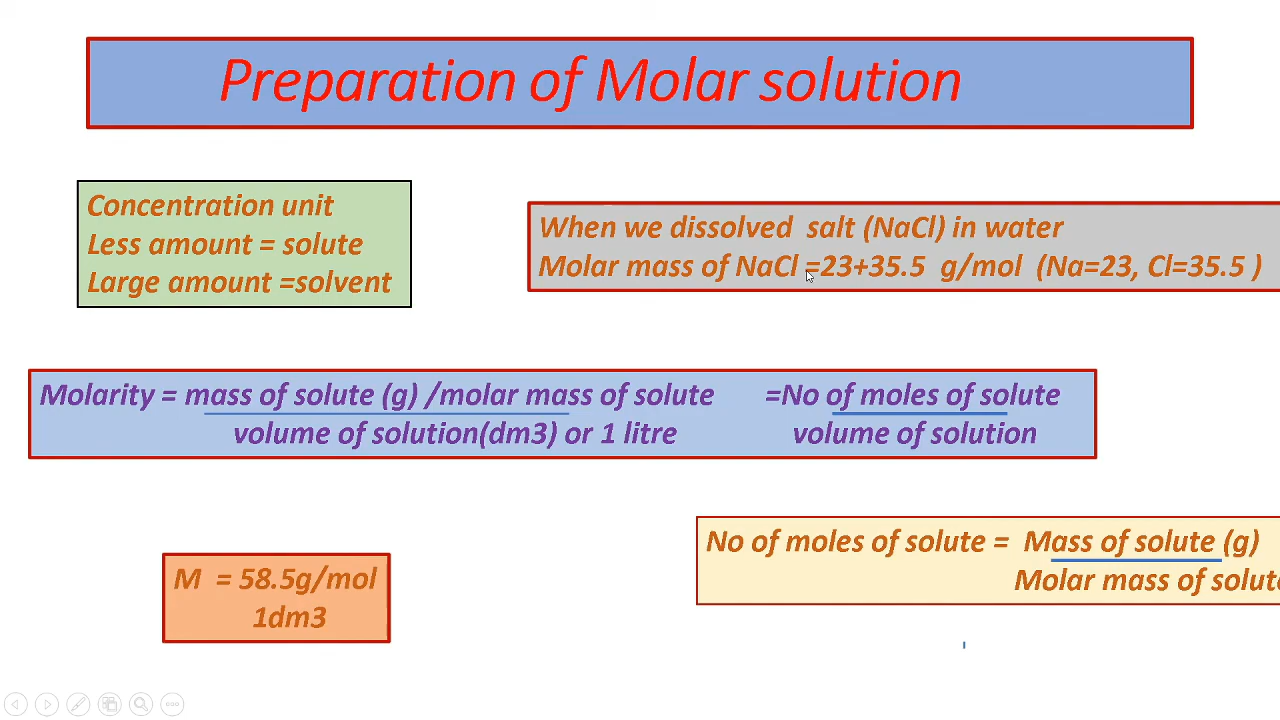 Preparation of Molar solution
Concentration unit
Less amount = solute
Large amount =solvent
When we dissolved salt (NaCl) in water
Molar mass of NaCl =23+35.5 g/mol (Na=23, Cl=35.5 )
Molarity = mass of solute (g) /molar mass of solute =No of moles of solute
volume of solution(dm3) or 1 litre volume of solution
No of moles of solute = Mass of solute (g)
Molar mass of solute
M = 58.5g/mol
1dm3